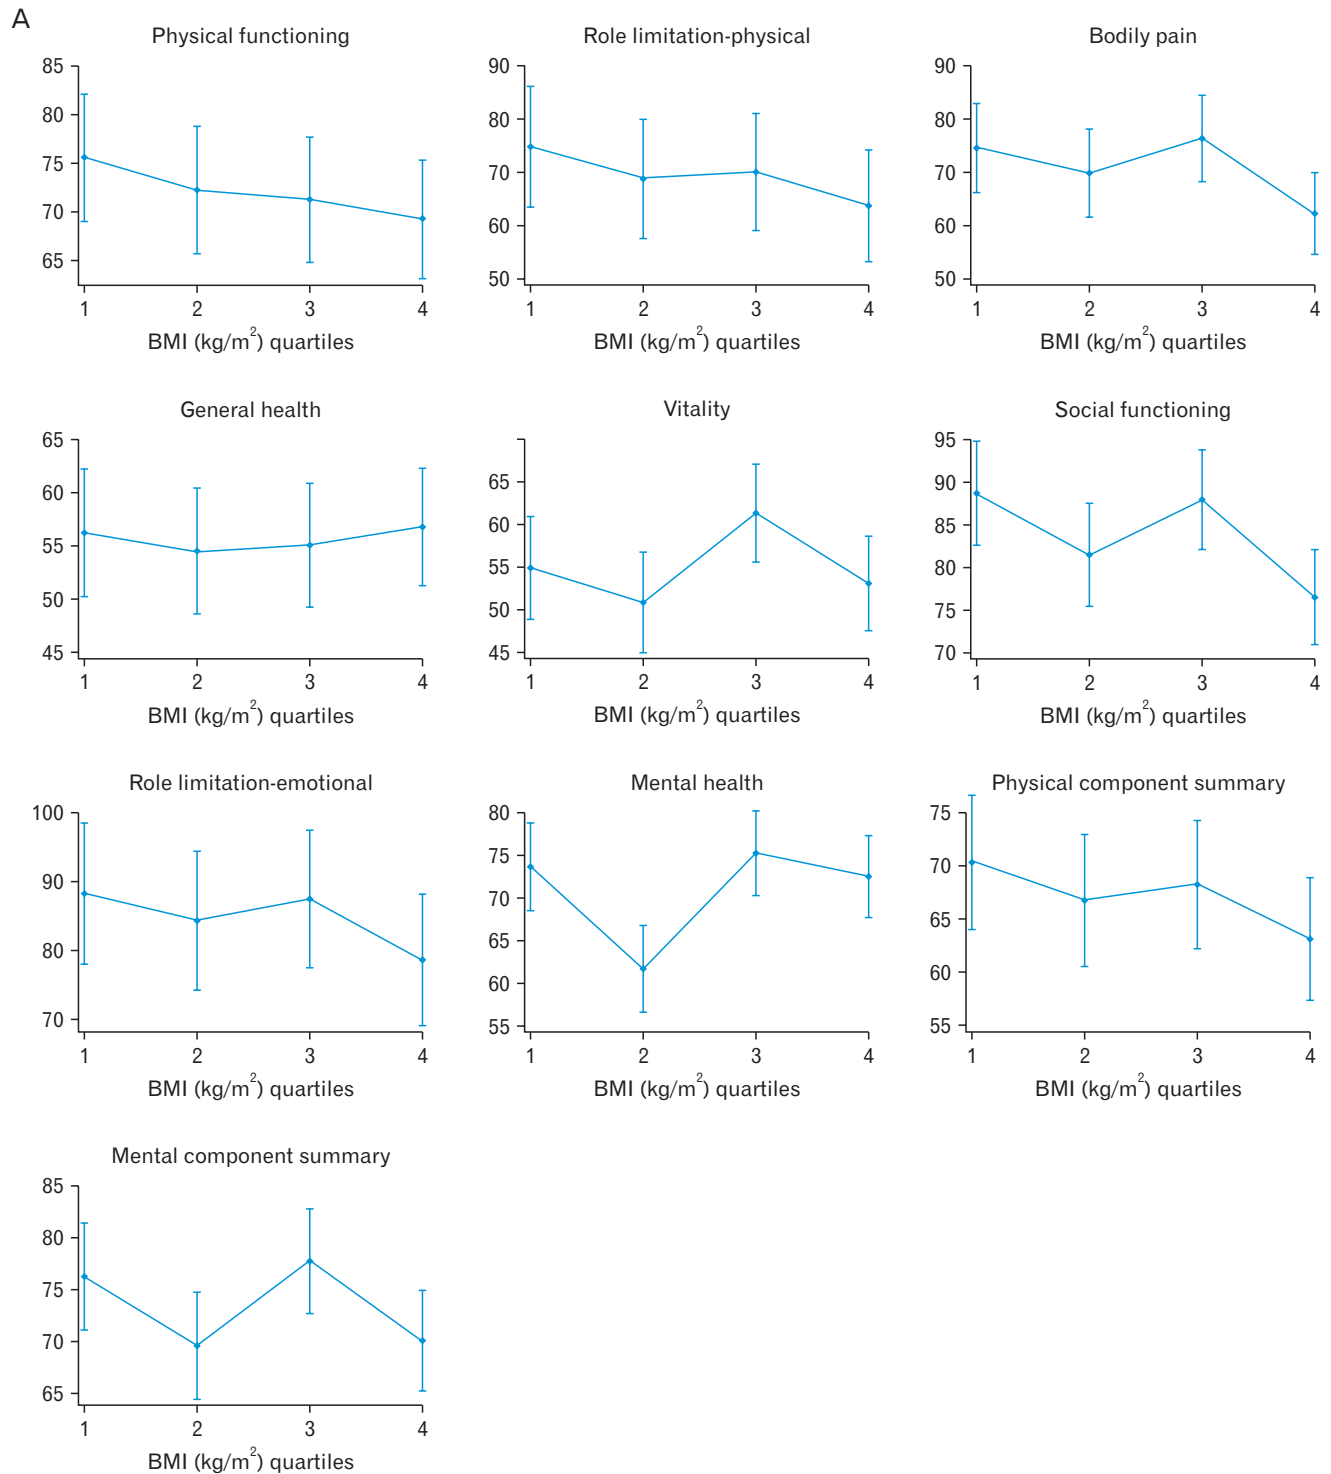 A
Physical functioning
85
80
75
70
65
1 2 3 4
BMI (kg/m²) quartiles
Role limitation-physical
90
80
70
60
50
1 2 3 4
BMI (kg/m²) quartiles
Bodily pain
90
80
70
60
50
1 2 3 4
BMI (kg/m²) quartiles
General health
65
60
55
50
45
1 2 3 4
BMI (kg/m²) quartiles
Vitality
65
60
55
50
45
1 2 3 4
BMI (kg/m²) quartiles
Social functioning
95
90
85
80
75
70
1 2 3 4
BMI (kg/m²) quartiles
Role limitation-emotional
100
90
80
70
1 2 3 4
BMI (kg/m²) quartiles
Mental health
80
75
70
65
60
55
1 2 3 4
BMI (kg/m²) quartiles
Physical component summary
75
70
65
60
55
1 2 3 4
BMI (kg/m²) quartiles
Mental component summary
85
80
75
70
65
1 2 3 4
BMI (kg/m²) quartiles